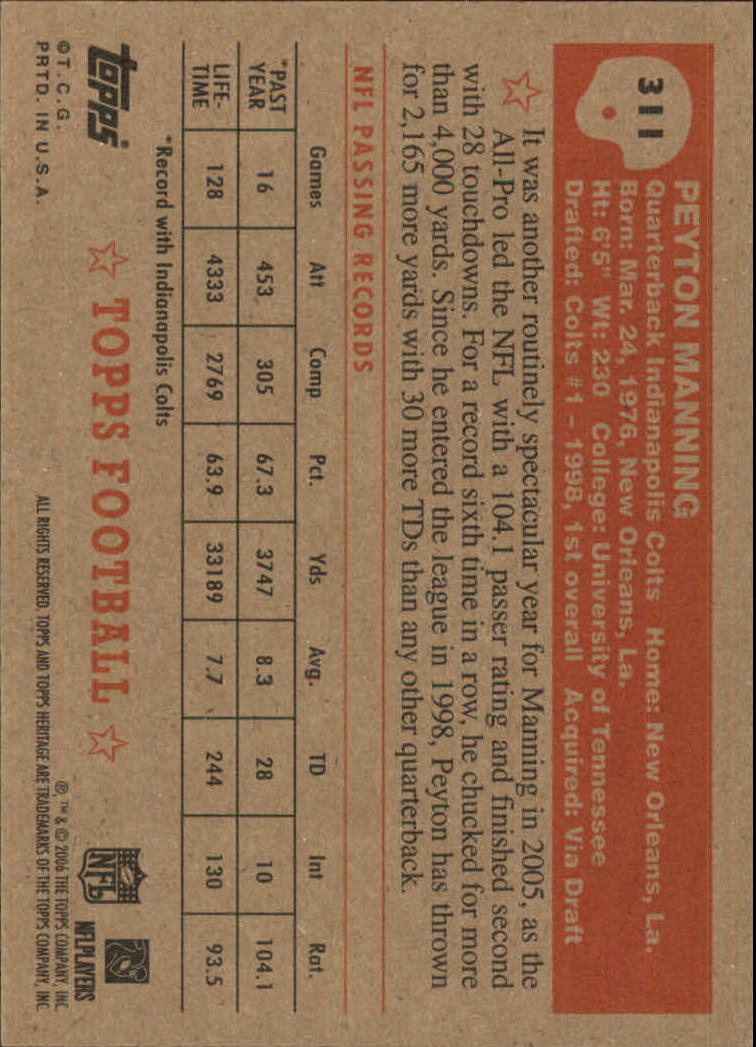 311
PEYTON MANNING
Quarterback Indianapolis Colts Home: New Orleans, La.
Born: Mar. 24, 1976, New Orleans, La.
Ht: 6'5" Wt: 230 College: University of Tennessee
Drafted: Colts #1 - 1998, 1st overall Acquired: Via Draft
It was another routinely spectacular year for Manning in 2005, as the
All-Pro led the NFL with a 104.1 passer rating and finished second
with 28 touchdowns. For a record sixth time in a row, he chucked for more
than 4,000 yards. Since he entered the league in 1998, Peyton has thrown
for 2,165 more yards with 30 more TDs than any other quarterback.
NFL PASSING RECORDS
Games Att Comp Pct. Yds Avg. TD Int Rat.
*PAST YEAR 16 453 305 67.3 3747 8.3 28 10 104.1
LIFE-TIME 128 4333 2769 63.9 33189 7.7 244 130 93.5
*Record with Indianapolis Colts
topps®
TOPPS FOOTBALL
NFL
NFLPLAYERS
©T.C.G.
PRTD. IN U.S.A.
® ™ & © 2006 THE TOPPS COMPANY, INC
ALL RIGHTS RESERVED. TOPPS AND TOPPS HERITAGE ARE TRADEMARKS OF THE TOPPS COMPANY, INC